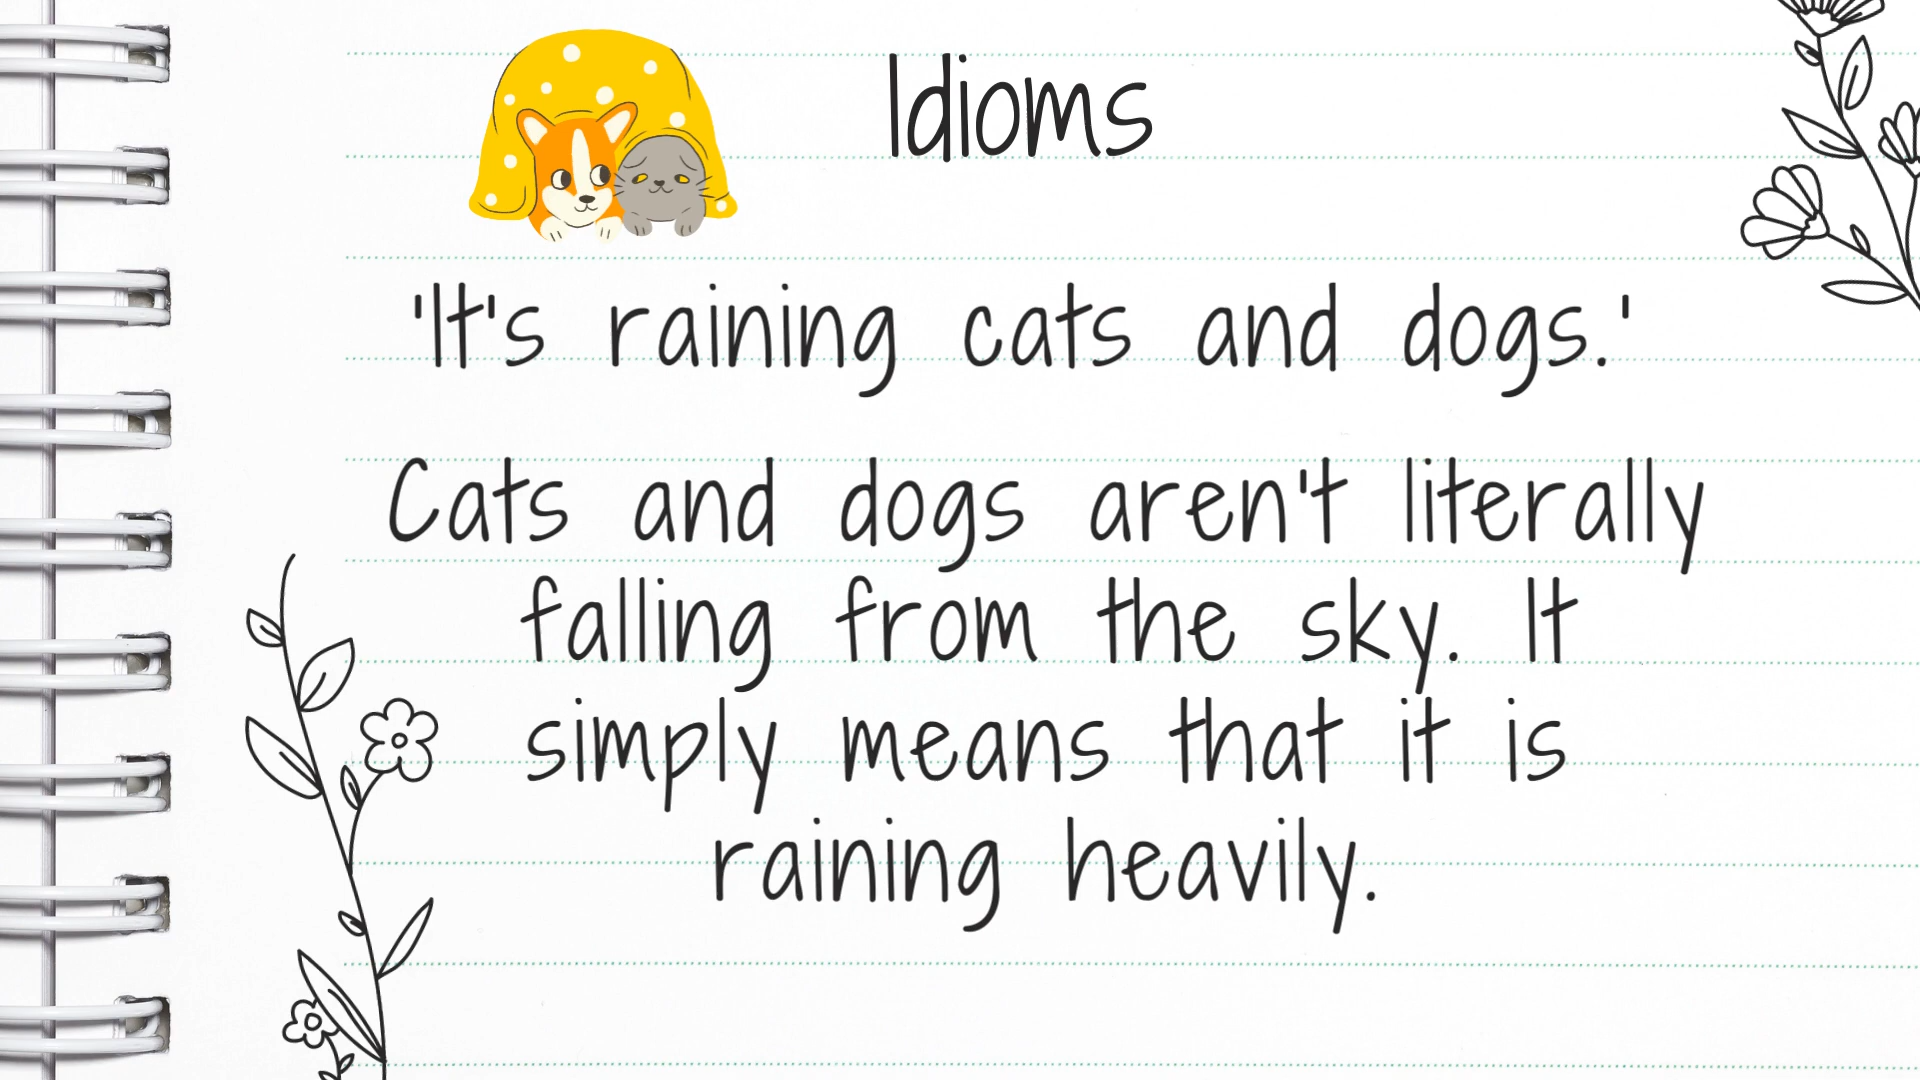 Idioms
'It's raining cats and dogs.'
Cats and dogs aren't literally
falling from the sky. It
simply means that it is
raining heavily.